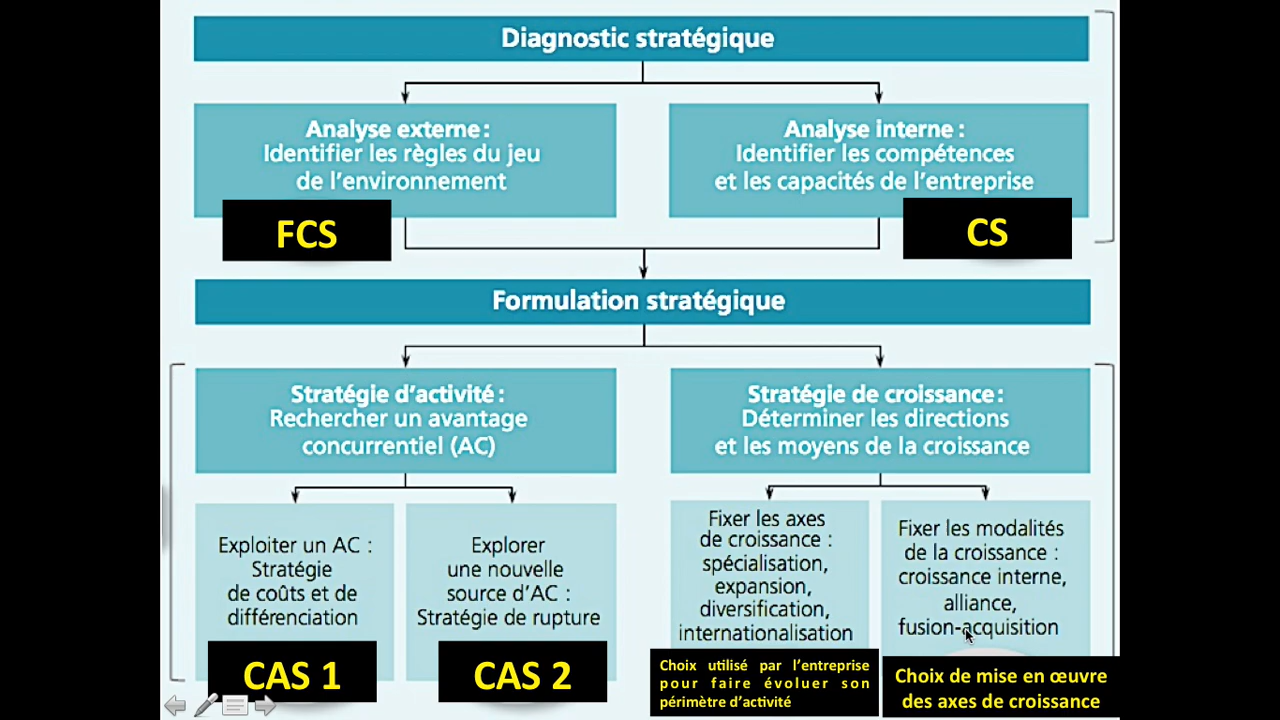 Diagnostic stratégique
Analyse externe :
Identifier les règles du jeu
de l'environnement
Analyse interne :
Identifier les compétences
et les capacités de l'entreprise
FCS
CS
Formulation stratégique
Stratégie d'activité :
Rechercher un avantage
concurrentiel (AC)
Stratégie de croissance :
Déterminer les directions
et les moyens de la croissance
Exploiter un AC :
Stratégie
de coûts et de
différenciation
Explorer
une nouvelle
source d'AC :
Stratégie de rupture
Fixer les axes
de croissance :
spécialisation,
expansion,
diversification,
internationalisation
Fixer les modalités
de la croissance :
croissance interne,
alliance,
fusion-acquisition
CAS 1
CAS 2
Choix utilisé par l'entreprise
pour faire évoluer son
périmètre d'activité
Choix de mise en œuvre
des axes de croissance